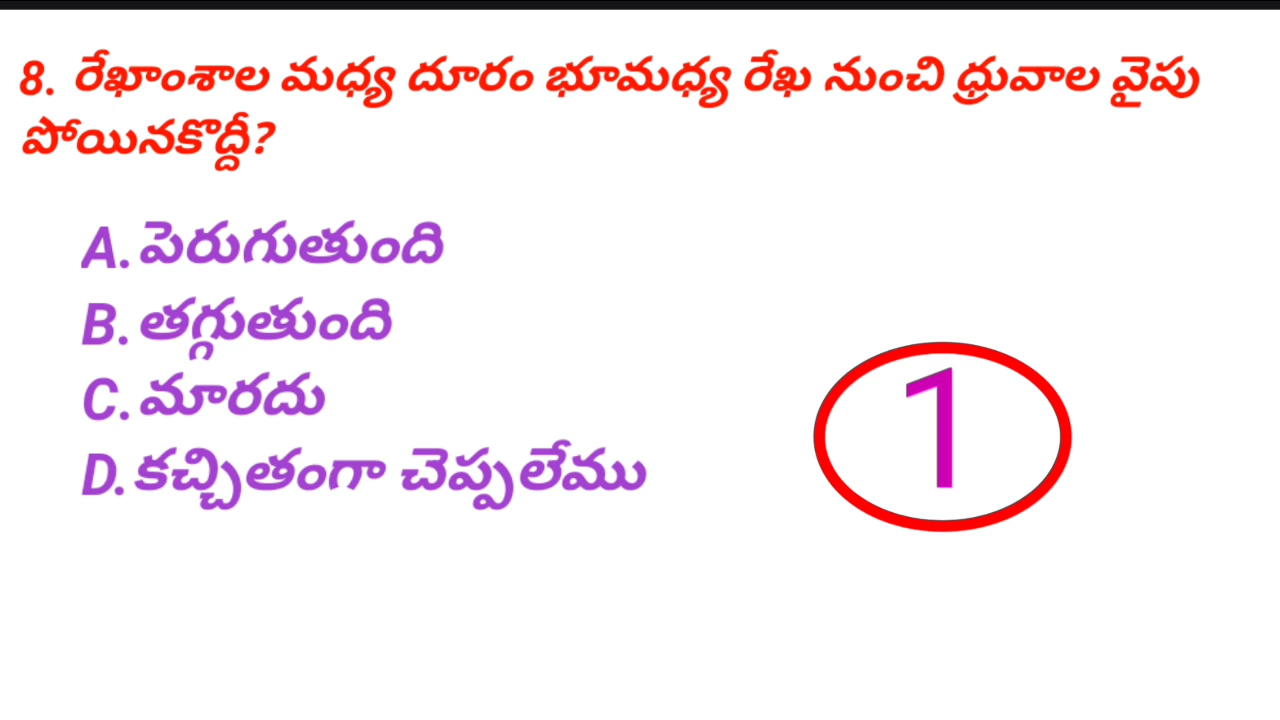 8. రేఖాంశాల మధ్య దూరం భూమధ్య రేఖ నుంచి ధ్రువాల వైపు
పోయినకొద్దీ?
A. పెరుగుతుంది
B. తగ్గుతుంది
C. మారదు
D. కచ్చితంగా చెప్పలేము
1